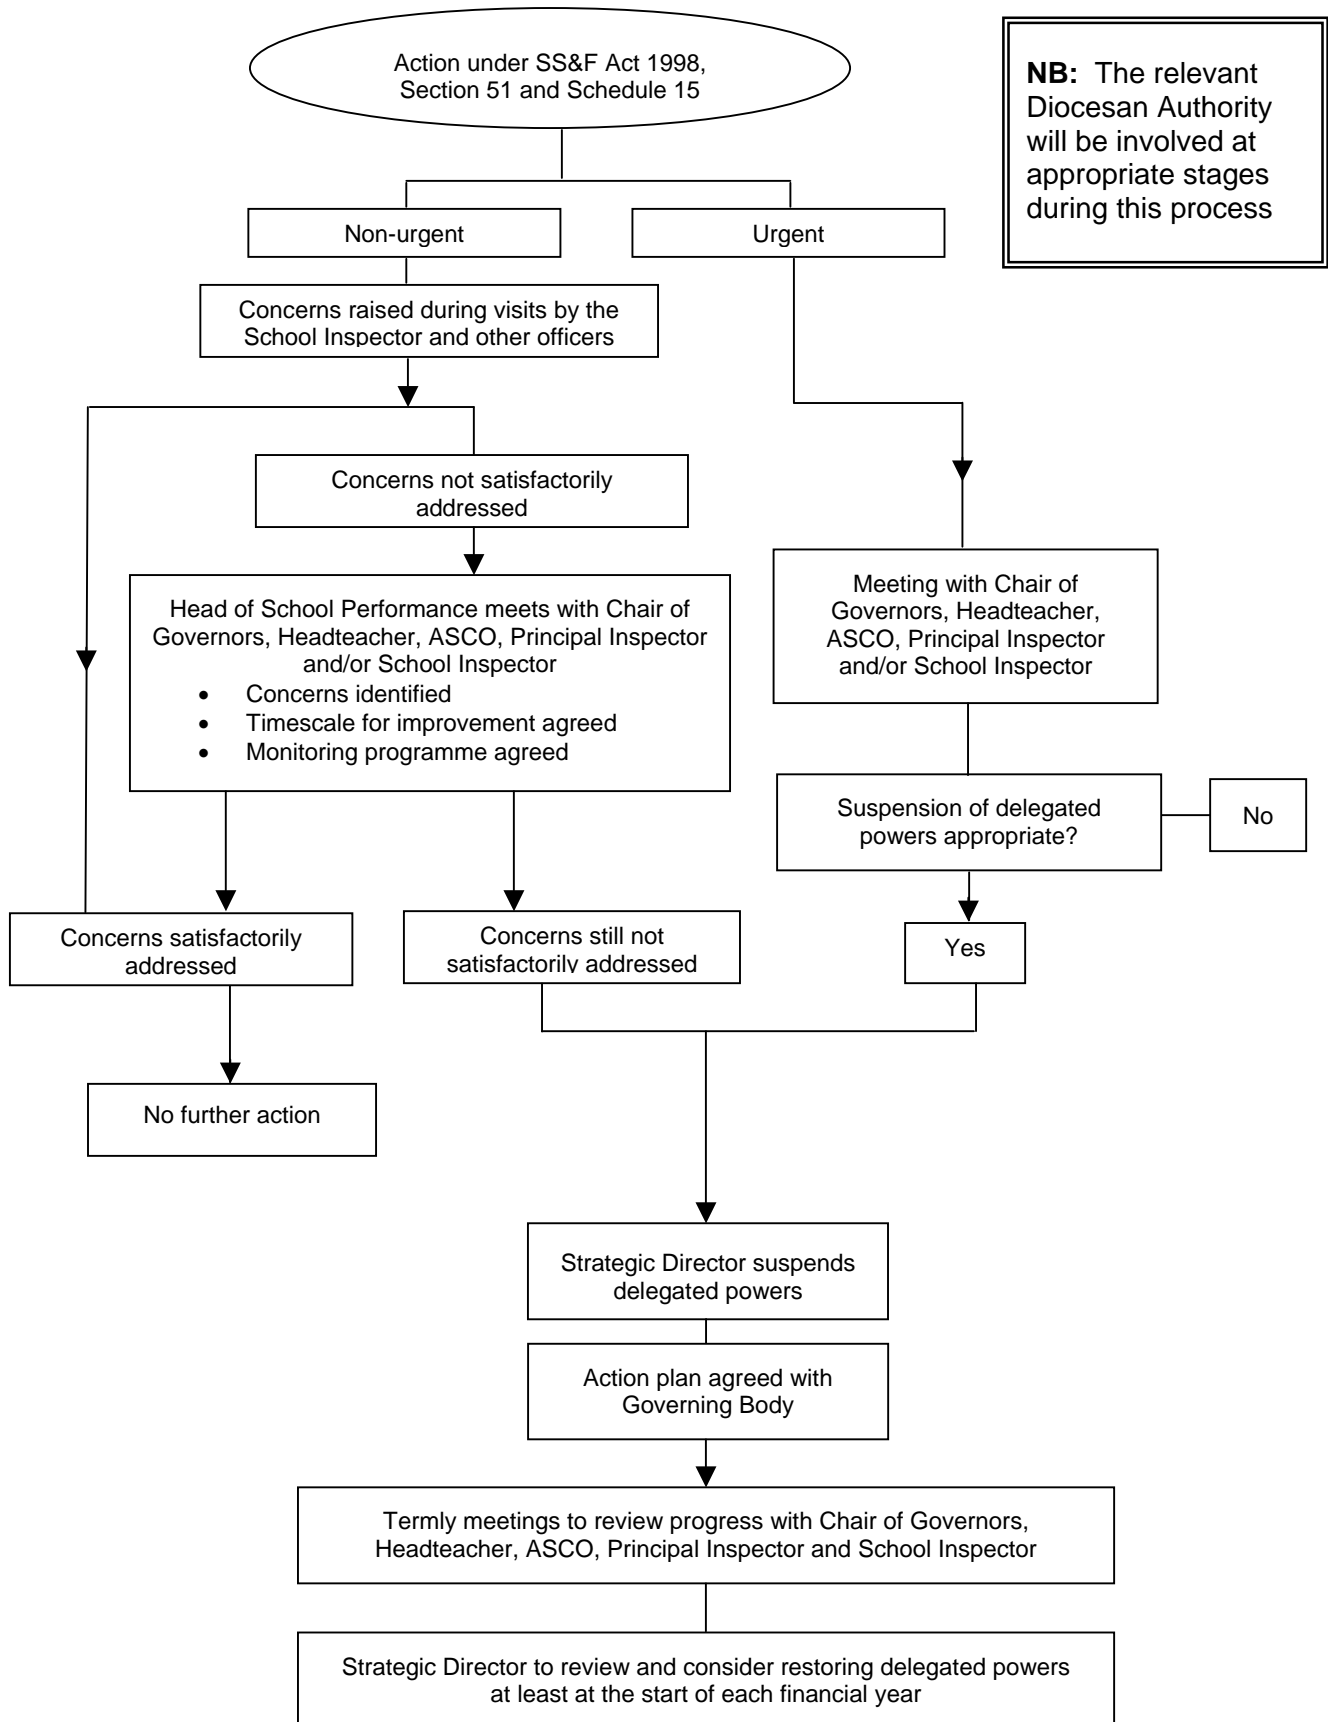 Action under SS&F Act 1998,
Section 51 and Schedule 15
NB: The relevant
Diocesan Authority
will be involved at
appropriate stages
during this process
Non-urgent
Urgent
Concerns raised during visits by the
School Inspector and other officers
Concerns not satisfactorily
addressed
Head of School Performance meets with Chair of
Governors, Headteacher, ASCO, Principal Inspector
and/or School Inspector
• Concerns identified
• Timescale for improvement agreed
• Monitoring programme agreed
Meeting with Chair of
Governors, Headteacher,
ASCO, Principal Inspector
and/or School Inspector
Suspension of delegated
powers appropriate?
No
Concerns satisfactorily
addressed
Concerns still not
satisfactorily addressed
Yes
No further action
Strategic Director suspends
delegated powers
Action plan agreed with
Governing Body
Termly meetings to review progress with Chair of Governors,
Headteacher, ASCO, Principal Inspector and School Inspector
Strategic Director to review and consider restoring delegated powers
at least at the start of each financial year